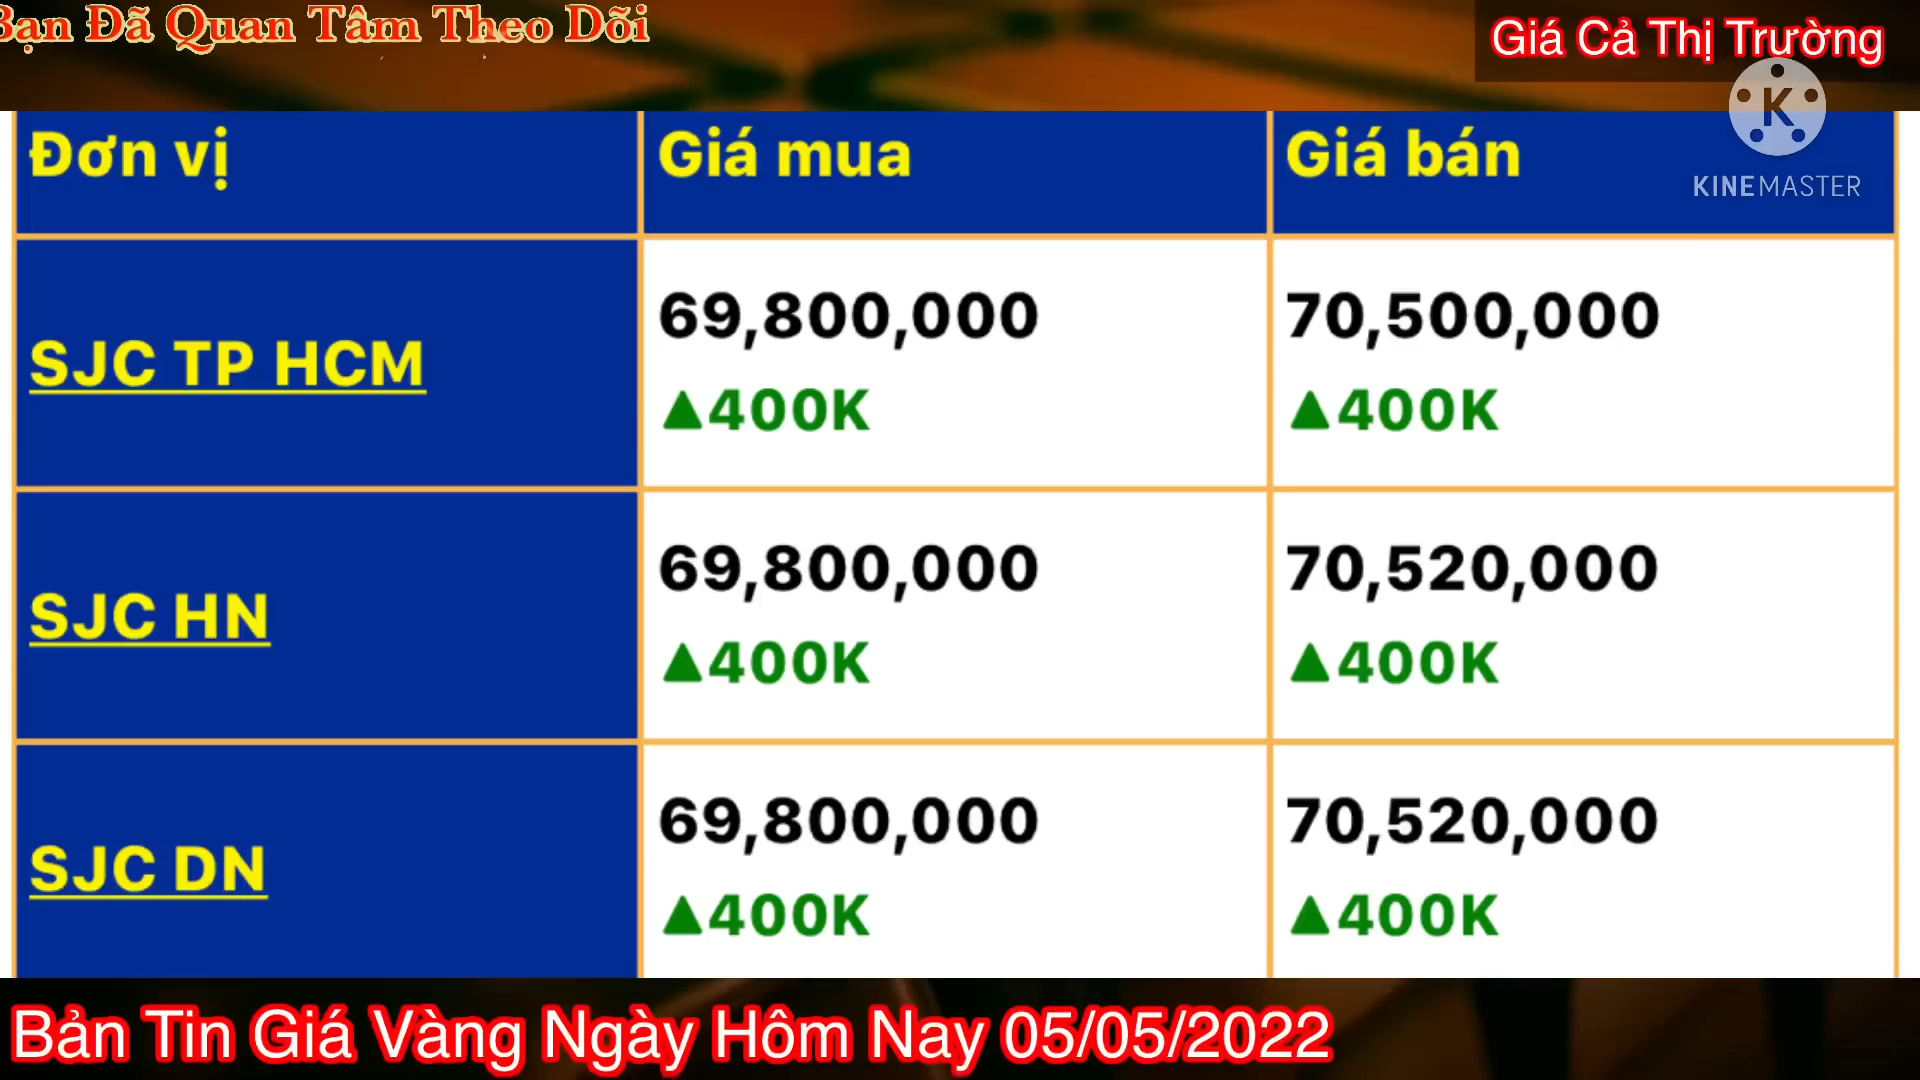 Bạn Đã Quan Tâm Theo Dõi
Giá Cả Thị Trường
K
KINEMASTER
Đơn vị Giá mua Giá bán
SJC TP HCM 69,800,000 70,500,000
▲400K ▲400K
SJC HN 69,800,000 70,520,000
▲400K ▲400K
SJC DN 69,800,000 70,520,000
▲400K ▲400K
Bản Tin Giá Vàng Ngày Hôm Nay 05/05/2022